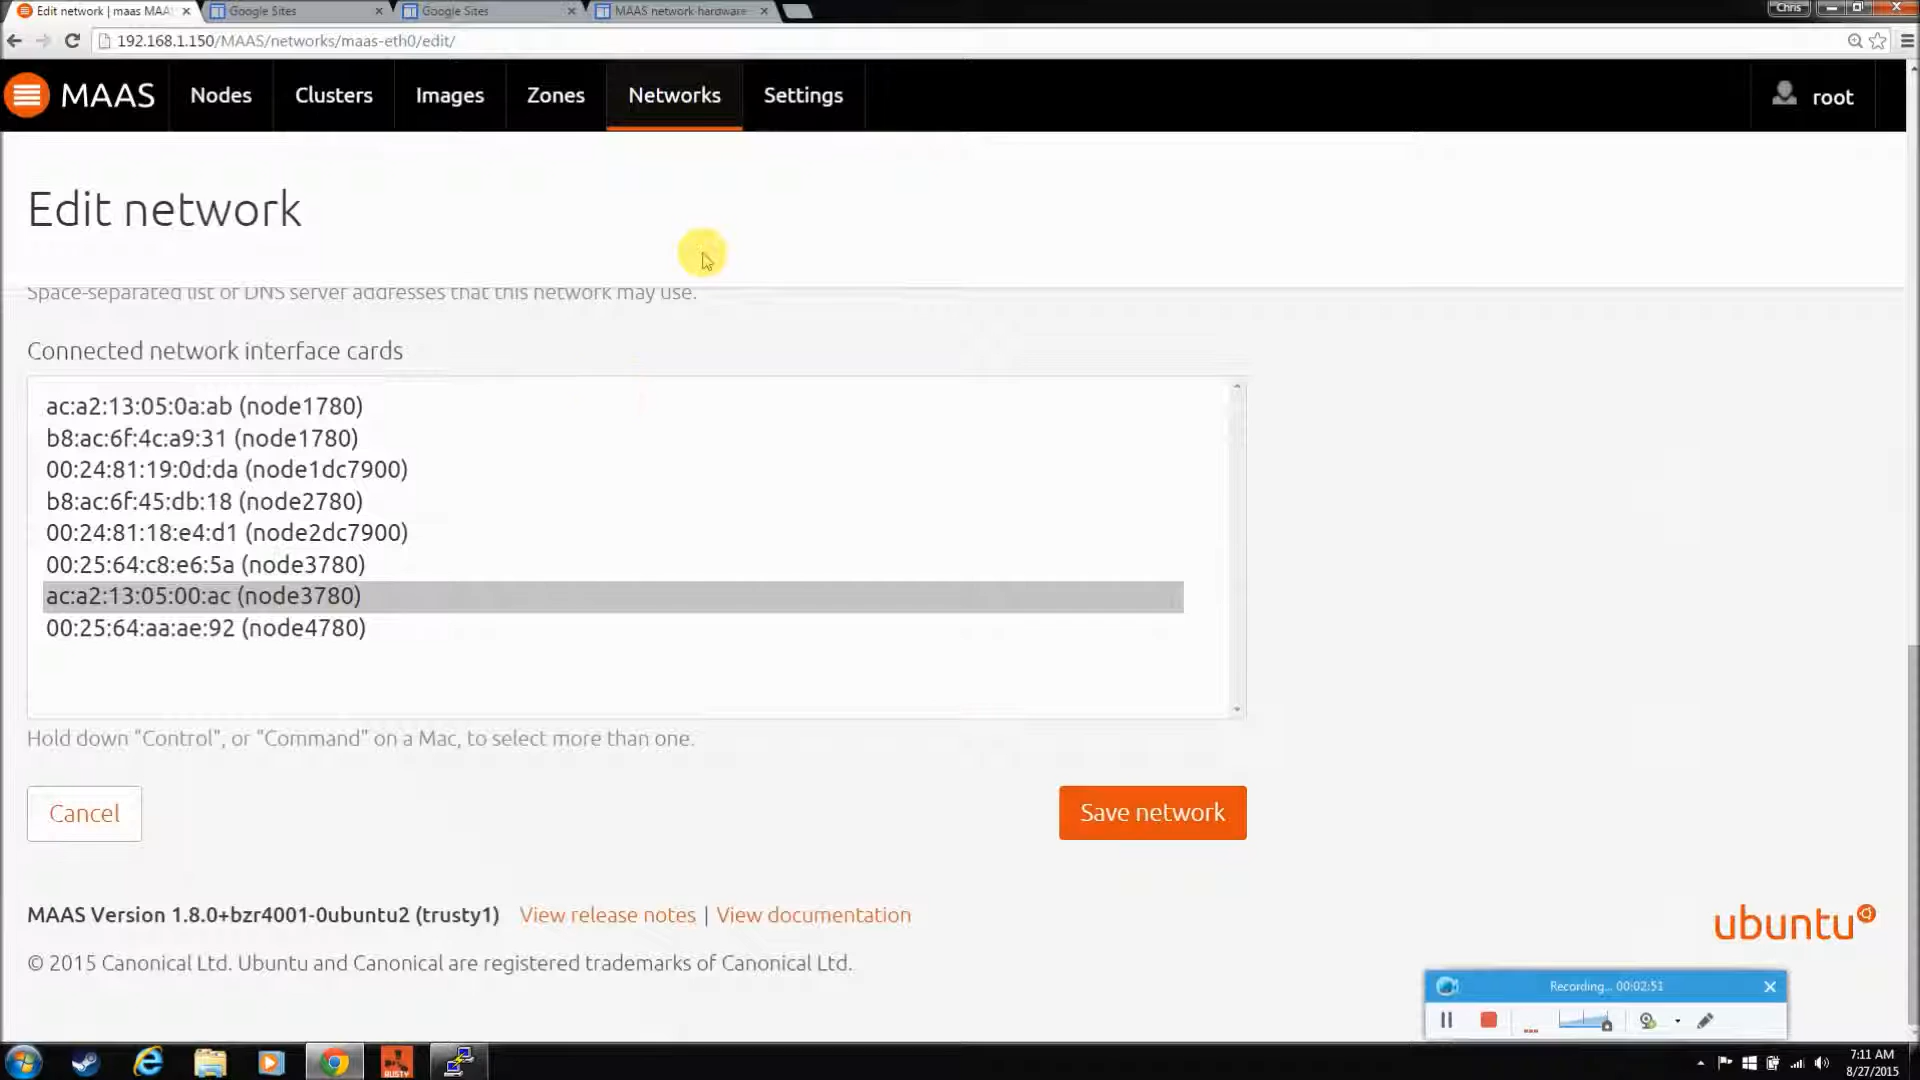 Edit network | maas MAA
Google Sites
Google Sites
MAAS network hardware
Chris
192.168.1.150/MAAS/networks/maas-eth0/edit/
MAAS
Nodes
Clusters
Images
Zones
Networks
Settings
root
Edit network
Space-separated list of DNS server addresses that this network may use.
Connected network interface cards
ac:a2:13:05:0a:ab (node1780)
b8:ac:6f:4c:a9:31 (node1780)
00:24:81:19:0d:da (node1dc7900)
b8:ac:6f:45:db:18 (node2780)
00:24:81:18:e4:d1 (node2dc7900)
00:25:64:c8:e6:5a (node3780)
ac:a2:13:05:00:ac (node3780)
00:25:64:aa:ae:92 (node4780)
Hold down "Control", or "Command" on a Mac, to select more than one.
Cancel
Save network
MAAS Version 1.8.0+bzr4001-0ubuntu2 (trusty1) View release notes | View documentation
ubuntu
© 2015 Canonical Ltd. Ubuntu and Canonical are registered trademarks of Canonical Ltd.
Recording... 00:02:51
7:11 AM
8/27/2015